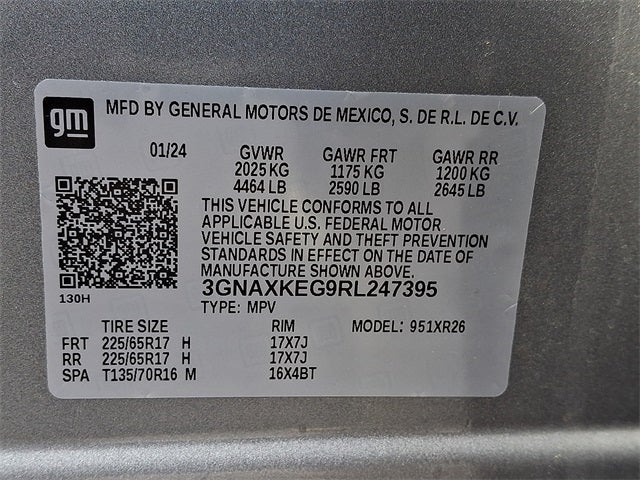 gm
MFD BY GENERAL MOTORS DE MEXICO, S. DE R.L. DE C.V.
01/24 GVWR GAWR FRT GAWR RR
2025 KG 1175 KG 1200 KG
4464 LB 2590 LB 2645 LB
THIS VEHICLE CONFORMS TO ALL
APPLICABLE U.S. FEDERAL MOTOR
VEHICLE SAFETY AND THEFT PREVENTION
STANDARDS IN EFFECT ON THE DATE OF
MANUFACTURE SHOWN ABOVE.
130H
3GNAXKEG9RL247395
TYPE: MPV
TIRE SIZE RIM MODEL: 951XR26
FRT 225/65R17 H 17X7J
RR 225/65R17 H 17X7J
SPA T135/70R16 M 16X4BT